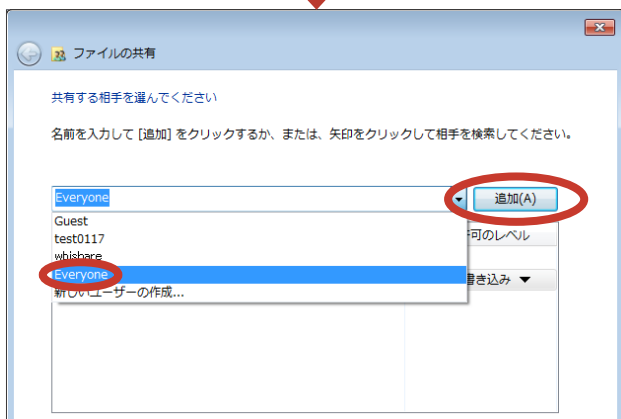 ファイルの共有
共有する相手を選んでください
名前を入力して [追加] をクリックするか、または、矢印をクリックして相手を検索してください。
Everyone
追加(A)
Guest
test0117
可のレベル
whishare
Everyone
書き込み ▼
新しいユーザーの作成...